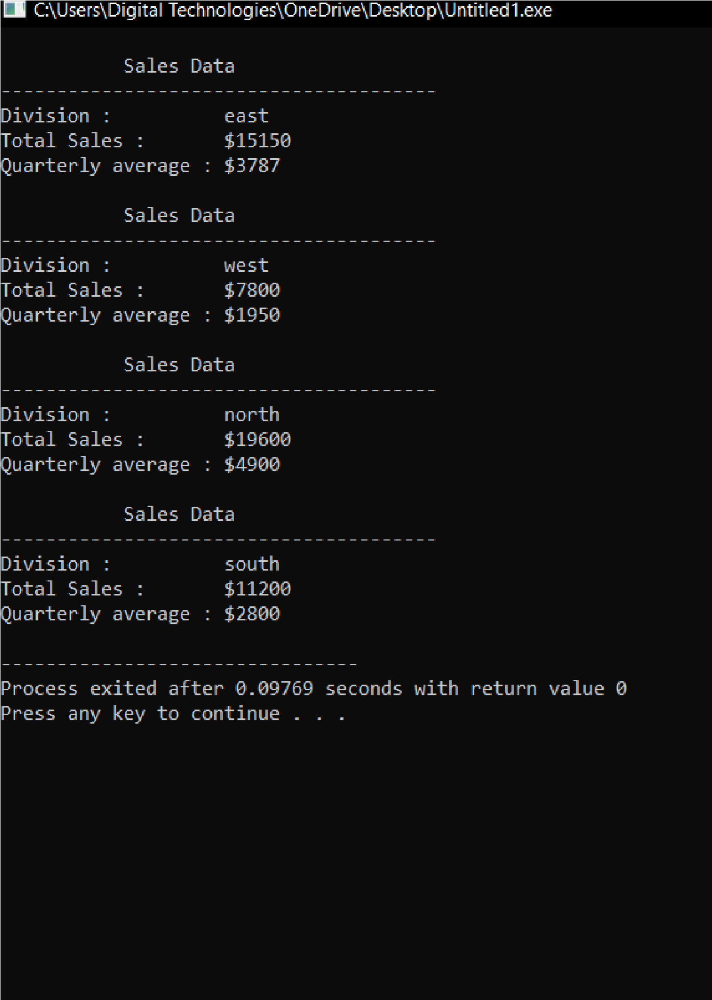 C:\Users\Digital Technologies\OneDrive\Desktop\Untitled1.exe
Sales Data
---------------------------------------
Division : east
Total Sales : $15150
Quarterly average : $3787
Sales Data
---------------------------------------
Division : west
Total Sales : $7800
Quarterly average : $1950
Sales Data
---------------------------------------
Division : north
Total Sales : $19600
Quarterly average : $4900
Sales Data
---------------------------------------
Division : south
Total Sales : $11200
Quarterly average : $2800
--------------------------------
Process exited after 0.09769 seconds with return value 0
Press any key to continue . . .